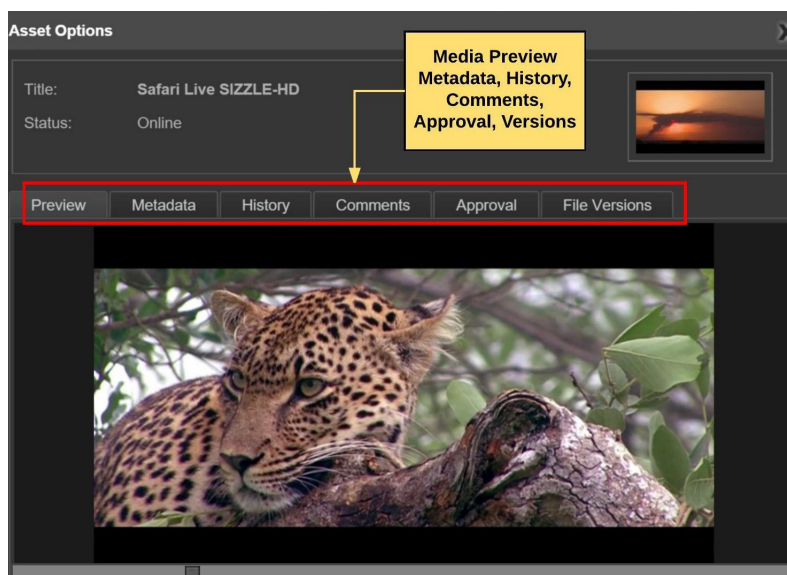 Asset Options
X
Media Preview
Metadata, History,
Comments,
Approval, Versions
Title: Safari Live SIZZLE-HD
Status: Online
Preview Metadata History Comments Approval File Versions